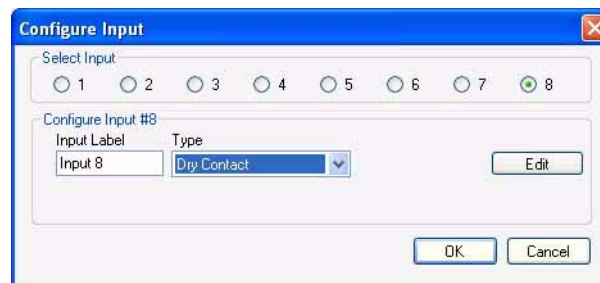 Configure Input
Select Input
1 2 3 4 5 6 7 8
Configure Input #8
Input Label Type
Input 8 Dry Contact Edit
OK Cancel